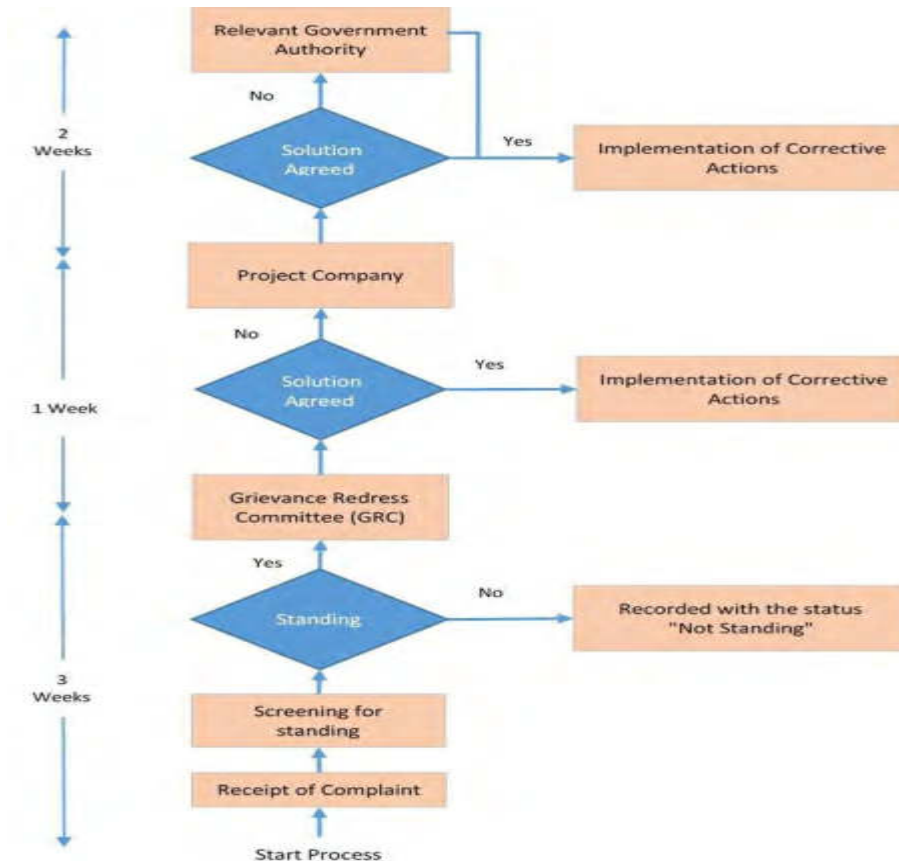 Relevant Government
Authority
No
2
Weeks
Solution
Agreed
Yes
Implementation of Corrective
Actions
Project Company
No
1 Week
Solution
Agreed
Yes
Implementation of Corrective
Actions
Grievance Redress
Committee (GRC)
Yes
Standing
No
Recorded with the status
"Not Standing"
3
Weeks
Screening for
standing
Receipt of Complaint
Start Process